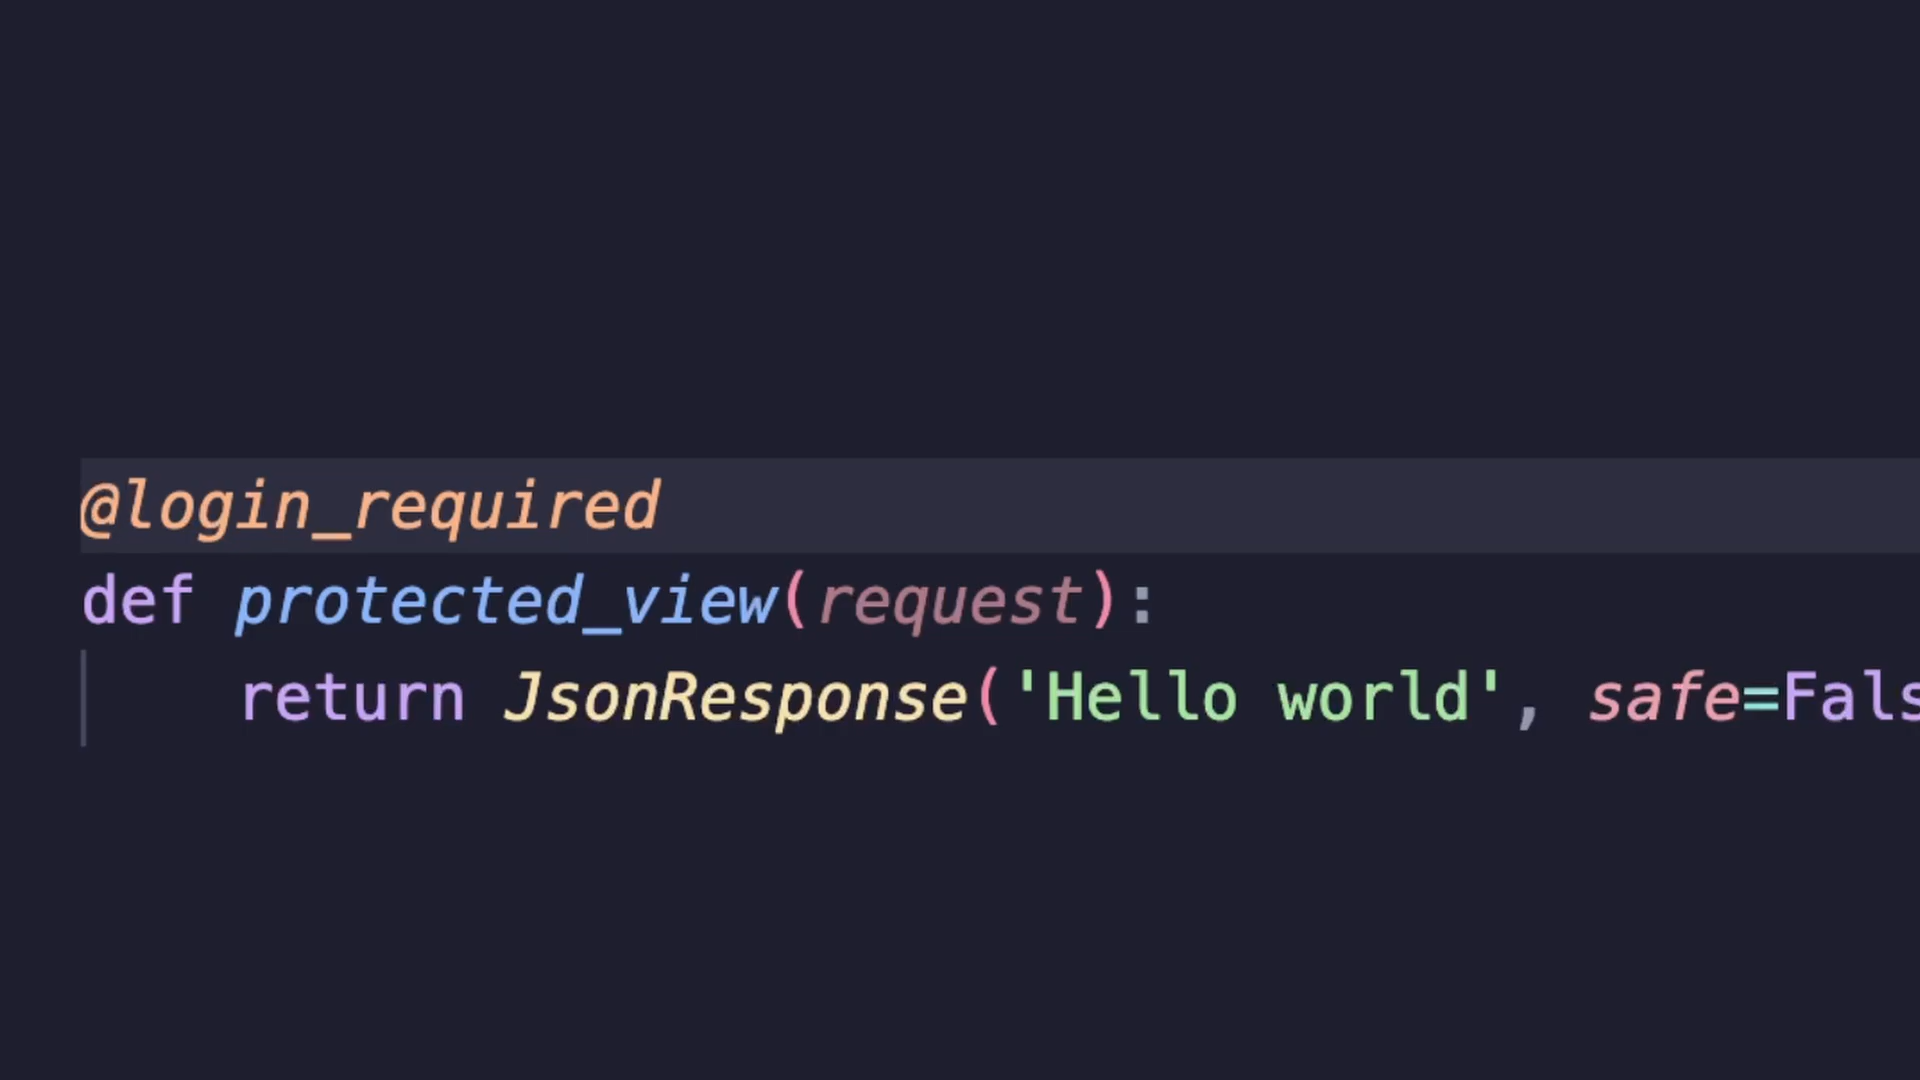 @login_required
def protected_view(request):
    return JsonResponse('Hello world', safe=Fals